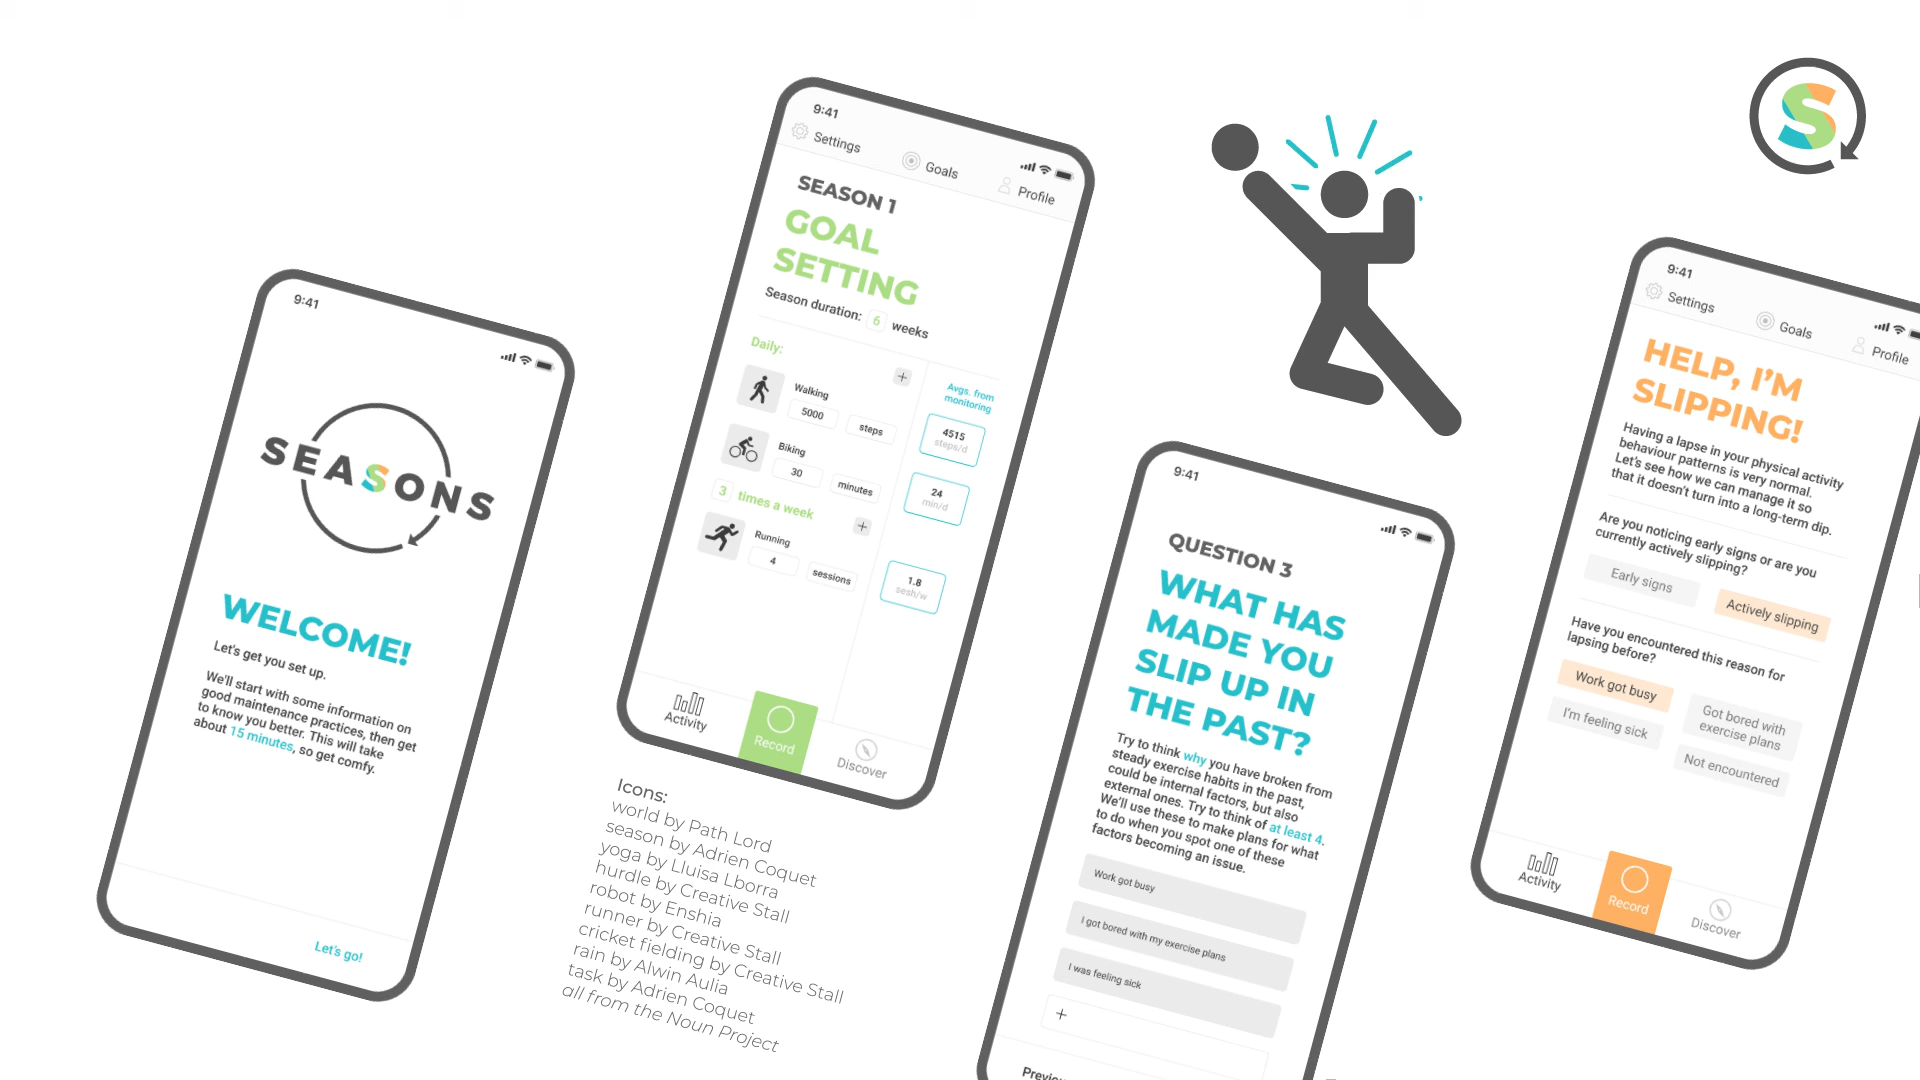 9:41
SEASONS
WELCOME!
Let's get you set up.
We'll start with some information on
good maintenance practices, then get
to know you better. This will take
about 15 minutes, so get comfy.
Let's go!
9:41
Settings
Goals
Profile
SEASON 1
GOAL
SETTING
Season duration: 6 weeks
Daily:
+
Avgs. from
monitoring
Walking
5000 steps
4515
steps/d
Biking
30 minutes
24
min/d
3 times a week
+
Running
4 sessions
1.8
sesh/w
Activity
Record
Discover
Icons:
world by Path Lord
season by Adrien Coquet
yoga by Lluisa Lborra
hurdle by Creative Stall
robot by Enshia
runner by Creative Stall
cricket fielding by Creative Stall
rain by Alwin Aulia
task by Adrien Coquet
all from the Noun Project
9:41
QUESTION 3
WHAT HAS
MADE YOU
SLIP UP IN
THE PAST?
Try to think why you have broken from
steady exercise habits in the past,
could be internal factors, but also
external ones. Try to think of at least 4.
We'll use these to make plans for what
to do when you spot one of these
factors becoming an issue.
Work got busy
I got bored with my exercise plans
I was feeling sick
+
S
9:41
Settings
Goals
Profile
HELP, I'M
SLIPPING!
Having a lapse in your physical activity
behaviour patterns is very normal.
Let's see how we can manage it so
that it doesn't turn into a long-term dip.
Are you noticing early signs or are you
currently actively slipping?
Early signs
Actively slipping
Have you encountered this reason for
lapsing before?
Work got busy
Got bored with
exercise plans
I'm feeling sick
Not encountered
Activity
Record
Discover